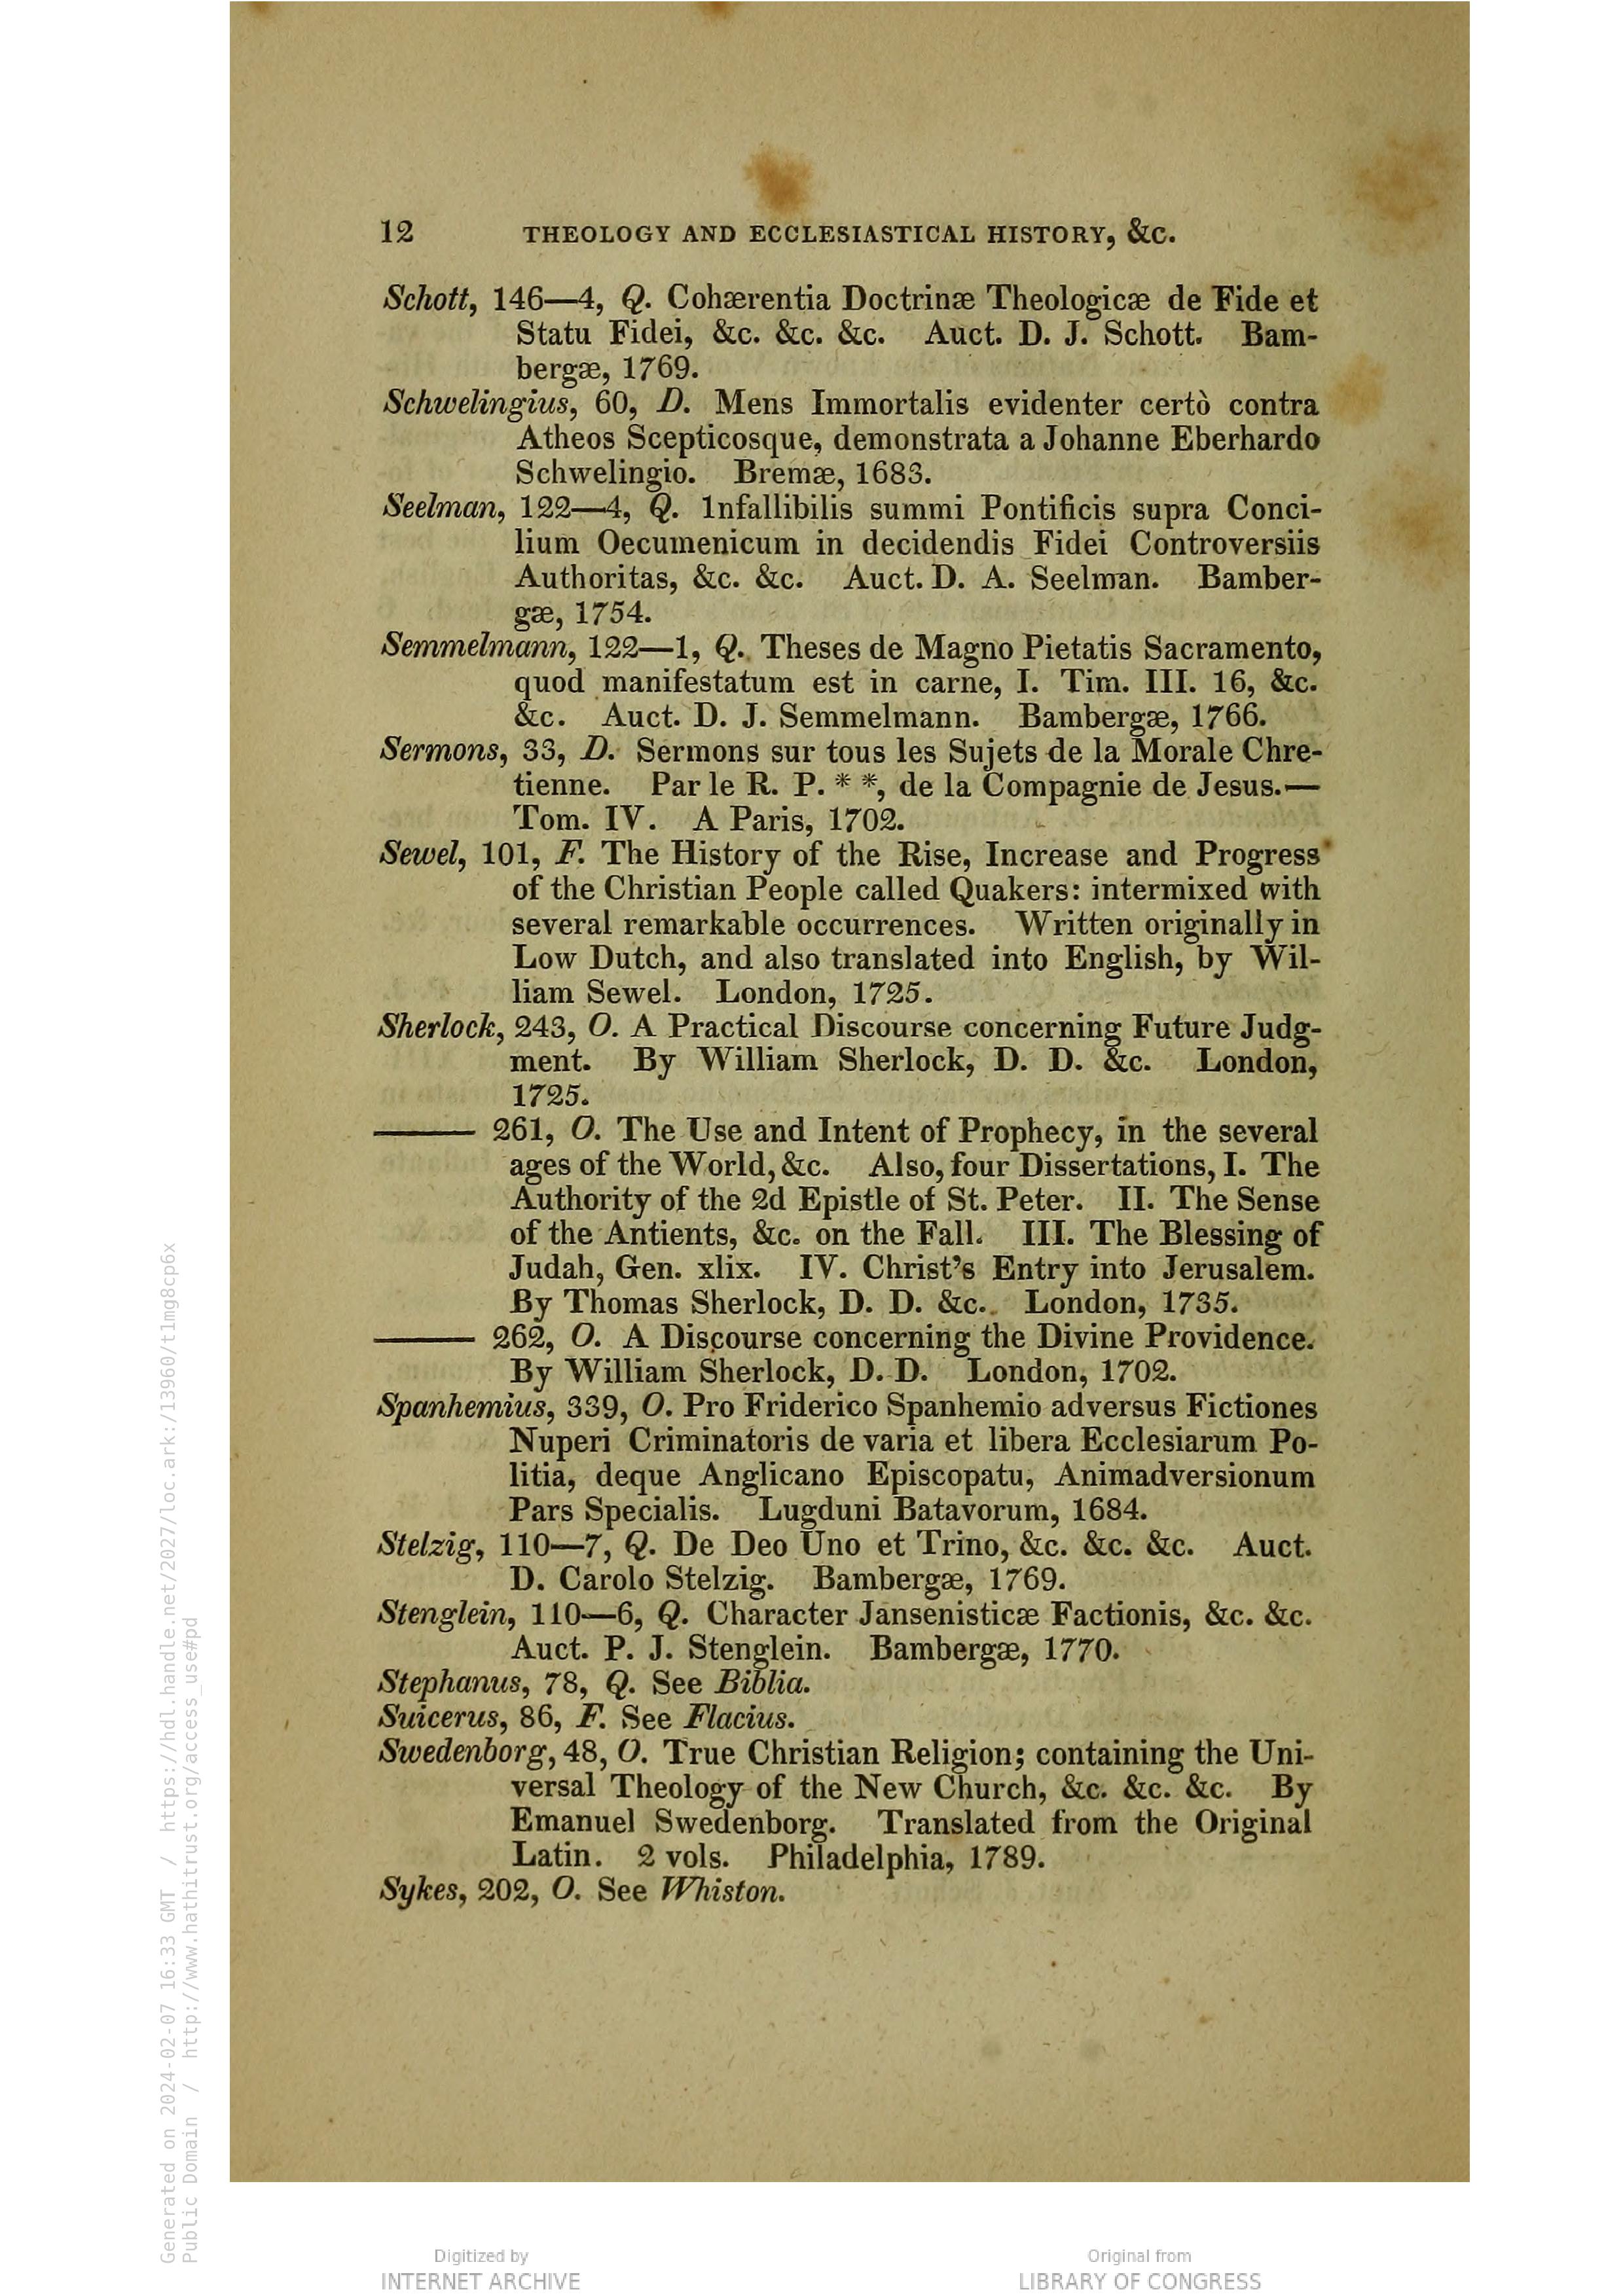 12 THEOLOGY AND ECCLESIASTICAL HISTORY, &c.
Schott, 146—4, Q. Cohærentia Doctrinæ Theologicæ de Fide et
Statu Fidei, &c. &c. &c. Auct. D. J. Schott. Bam-
bergæ, 1769.
Schwelingius, 60, D. Mens Immortalis evidenter certò contra
Atheos Scepticosque, demonstrata a Johanne Eberhardo
Schwelingio. Bremæ, 1683.
Seelman, 122—4, Q. Infallibilis summi Pontificis supra Conci-
lium Oecumenicum in decidendis Fidei Controversiis
Authoritas, &c. &c. Auct. D. A. Seelman. Bamber-
gæ, 1754.
Semmelmann, 122—1, Q. Theses de Magno Pietatis Sacramento,
quod manifestatum est in carne, I. Tim. III. 16, &c.
&c. Auct. D. J. Semmelmann. Bambergæ, 1766.
Sermons, 33, D. Sermons sur tous les Sujets de la Morale Chre-
tienne. Par le R. P. * *, de la Compagnie de Jesus.—
Tom. IV. A Paris, 1702.
Sewel, 101, F. The History of the Rise, Increase and Progress
of the Christian People called Quakers: intermixed with
several remarkable occurrences. Written originally in
Low Dutch, and also translated into English, by Wil-
liam Sewel. London, 1725.
Sherlock, 243, O. A Practical Discourse concerning Future Judg-
ment. By William Sherlock, D. D. &c. London,
1725.
——— 261, O. The Use and Intent of Prophecy, in the several
ages of the World, &c. Also, four Dissertations, I. The
Authority of the 2d Epistle of St. Peter. II. The Sense
of the Antients, &c. on the Fall. III. The Blessing of
Judah, Gen. xlix. IV. Christ's Entry into Jerusalem.
By Thomas Sherlock, D. D. &c. London, 1735.
——— 262, O. A Discourse concerning the Divine Providence.
By William Sherlock, D. D. London, 1702.
Spanhemius, 339, O. Pro Friderico Spanhemio adversus Fictiones
Nuperi Criminatoris de varia et libera Ecclesiarum Po-
litia, deque Anglicano Episcopatu, Animadversionum
Pars Specialis. Lugduni Batavorum, 1684.
Stelzig, 110—7, Q. De Deo Uno et Trino, &c. &c. &c. Auct.
D. Carolo Stelzig. Bambergæ, 1769.
Stenglein, 110—6, Q. Character Jansenisticæ Factionis, &c. &c.
Auct. P. J. Stenglein. Bambergæ, 1770.
Stephanus, 78, Q. See Biblia.
Suicerus, 86, F. See Flacius.
Swedenborg, 48, O. True Christian Religion; containing the Uni-
versal Theology of the New Church, &c. &c. &c. By
Emanuel Swedenborg. Translated from the Original
Latin. 2 vols. Philadelphia, 1789.
Sykes, 202, O. See Whiston.
Generated on 2024-02-07 16:33 GMT / https://hdl.handle.net/2027/loc.ark:/13960/t1mg8cp6x
Public Domain / http://www.hathitrust.org/access_use#pd
Digitized by
INTERNET ARCHIVE
Original from
LIBRARY OF CONGRESS